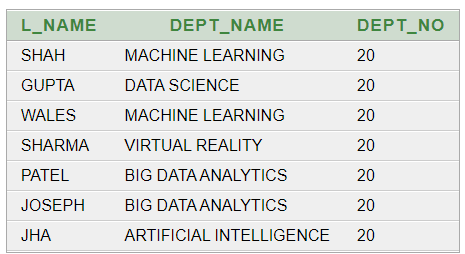 L_NAME DEPT_NAME DEPT_NO
SHAH MACHINE LEARNING 20
GUPTA DATA SCIENCE 20
WALES MACHINE LEARNING 20
SHARMA VIRTUAL REALITY 20
PATEL BIG DATA ANALYTICS 20
JOSEPH BIG DATA ANALYTICS 20
JHA ARTIFICIAL INTELLIGENCE 20